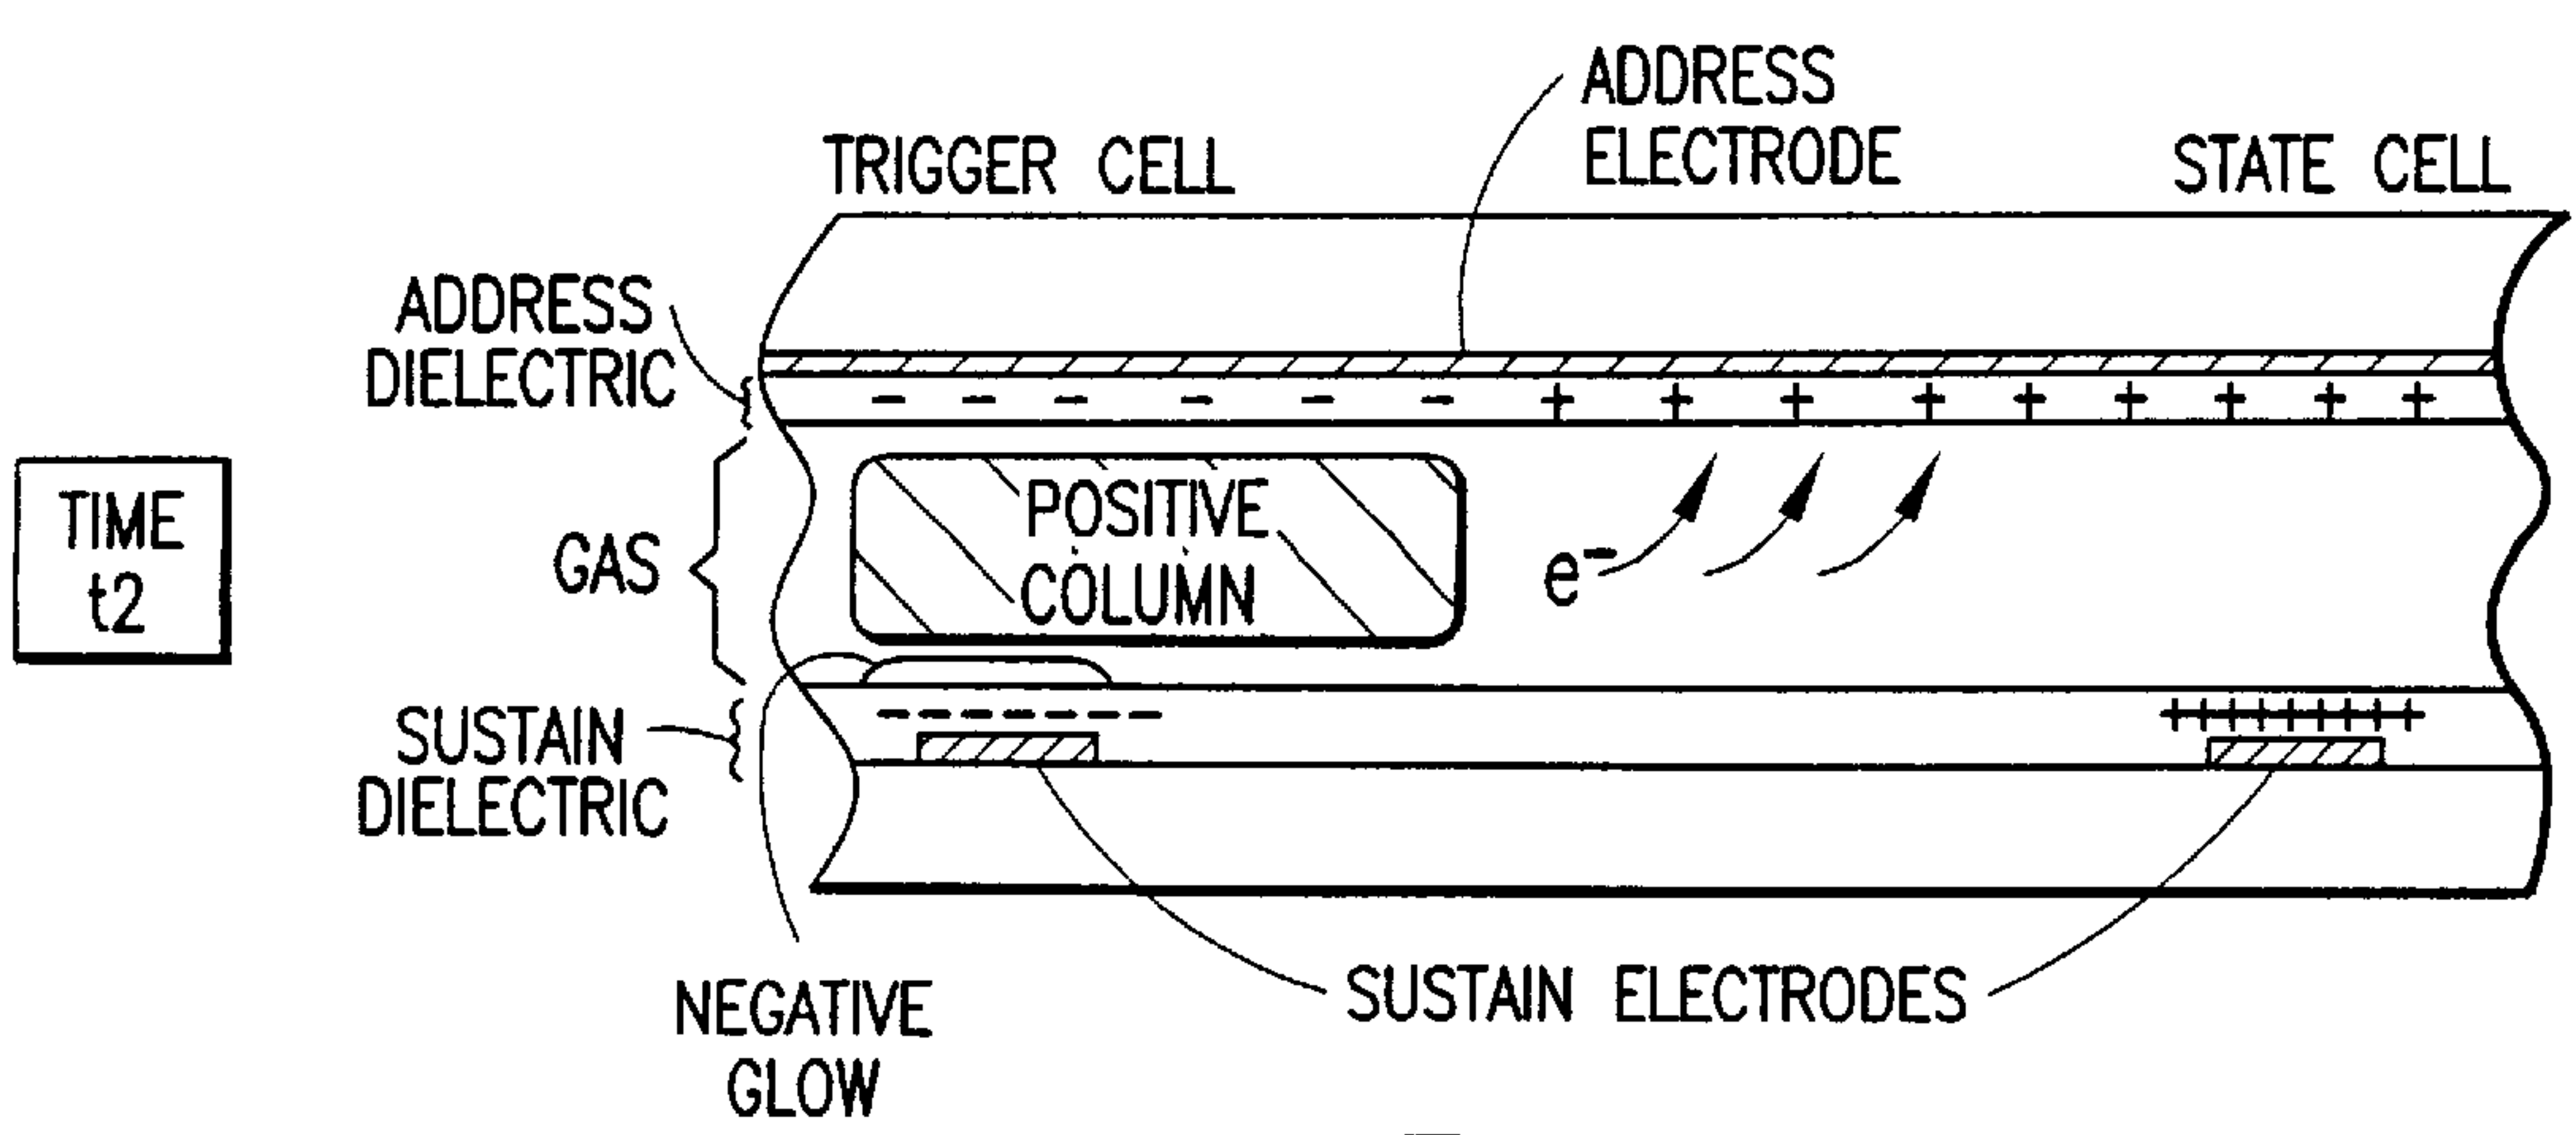 ADDRESS
ELECTRODE
TRIGGER CELL
STATE CELL
ADDRESS
DIELECTRIC
- - - - - - + + + + + + + + +
TIME
t2
GAS
POSITIVE
COLUMN
e-
SUSTAIN
DIELECTRIC
NEGATIVE
GLOW
SUSTAIN ELECTRODES